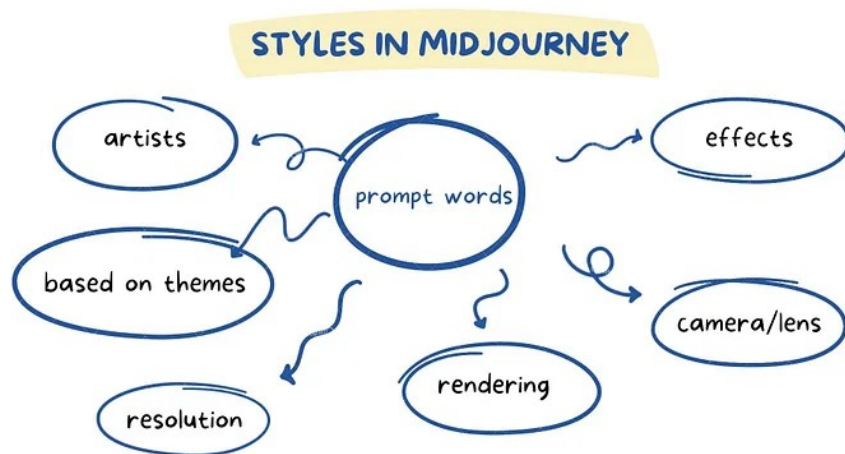 STYLES IN MIDJOURNEY
artists
effects
prompt words
based on themes
camera/lens
rendering
resolution